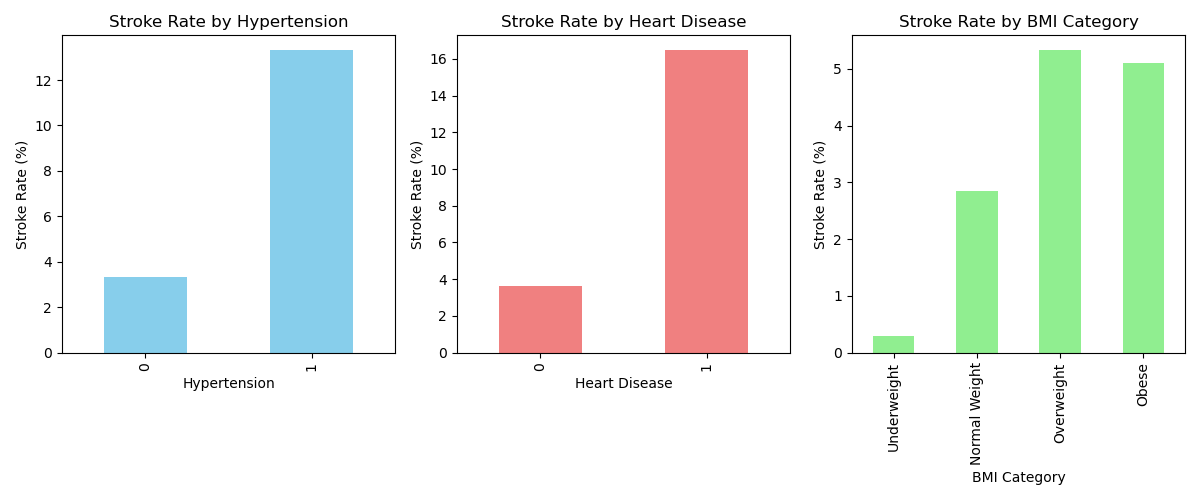 Stroke Rate by Hypertension
Stroke Rate (%)
12
10
8
6
4
2
0
0
1
Hypertension
Stroke Rate by Heart Disease
Stroke Rate (%)
16
14
12
10
8
6
4
2
0
0
1
Heart Disease
Stroke Rate by BMI Category
Stroke Rate (%)
5
4
3
2
1
0
Underweight
Normal Weight
Overweight
Obese
BMI Category